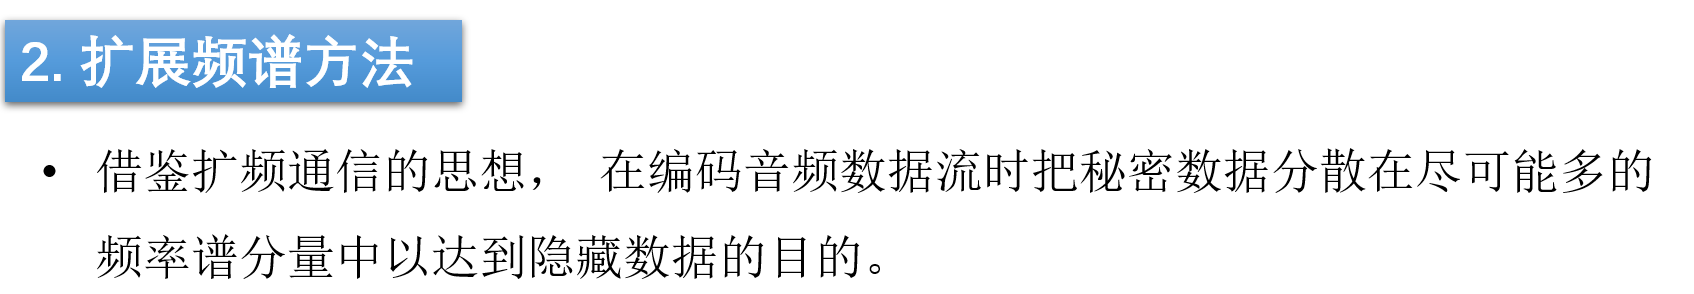 2. 扩展频谱方法
• 借鉴扩频通信的思想， 在编码音频数据流时把秘密数据分散在尽可能多的
频率谱分量中以达到隐藏数据的目的。